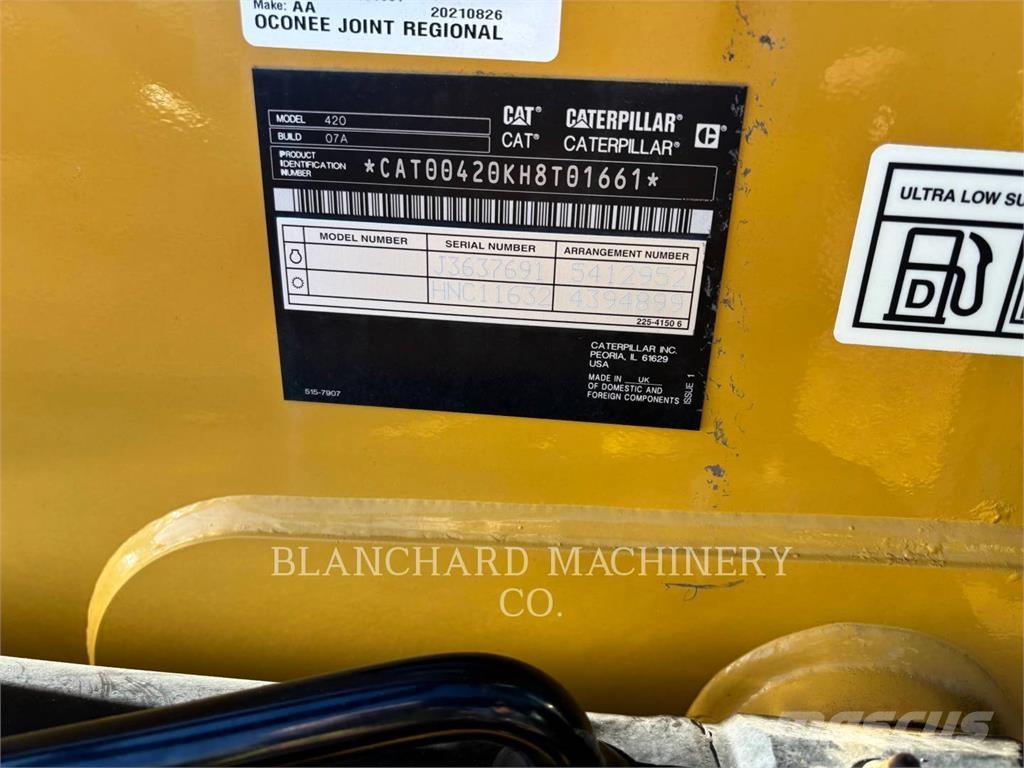 Make: AA
20210826
OCONEE JOINT REGIONAL
MODEL 420
BUILD 07A
CAT® CATERPILLAR®
CAT® CATERPILLAR®
PRODUCT IDENTIFICATION NUMBER *CAT00420KH8T01661*
MODEL NUMBER SERIAL NUMBER ARRANGEMENT NUMBER
J3637691 5412952
HNC11632 4394899
225-4150 6
CATERPILLAR INC.
PEORIA, IL 61629
USA
MADE IN UK
OF DOMESTIC AND
FOREIGN COMPONENTS
ISSUE 1
515-7907
ULTRA LOW SU
D
BLANCHARD MACHINERY
CO.
mascus